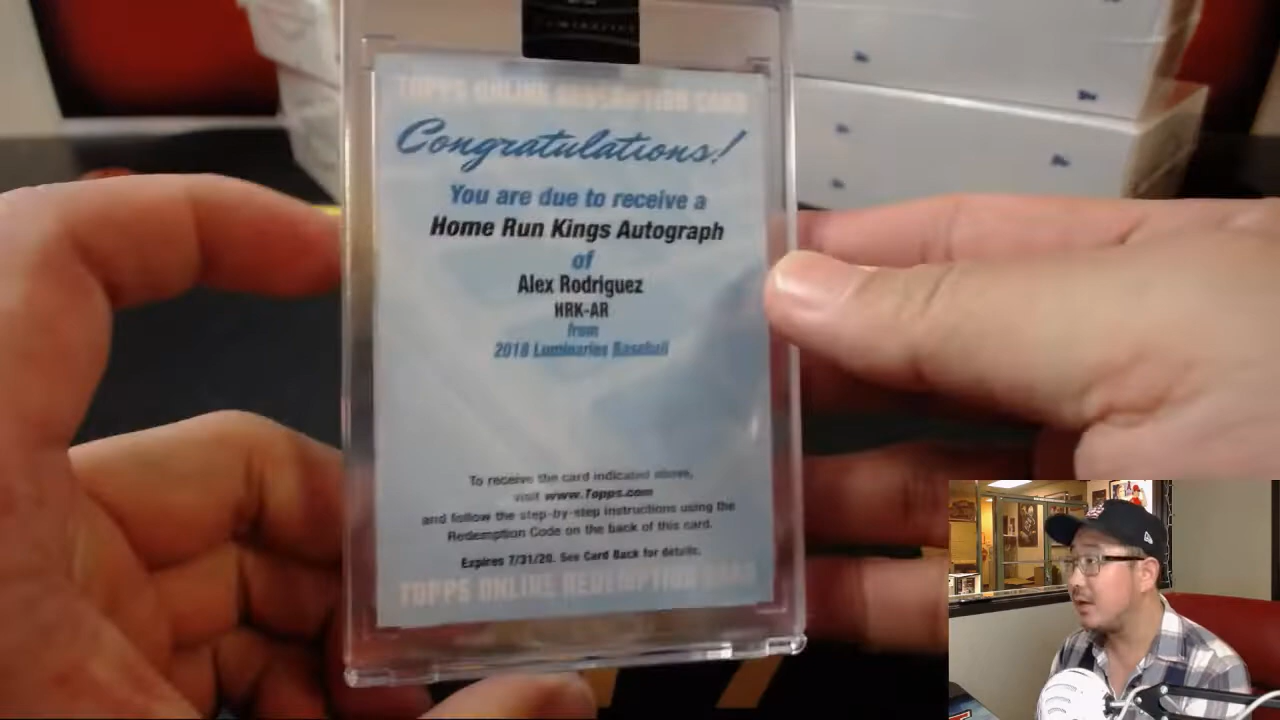 LUMINARIES
TOPPS ONLINE REDEMPTION CARD
Congratulations!
You are due to receive a
Home Run Kings Autograph
of
Alex Rodriguez
HRK-AR
from
2018 Luminaries Baseball
To receive the card indicated above,
visit www.Topps.com
and follow the step-by-step instructions using the
Redemption Code on the back of this card.
Expires 7/31/20. See Card Back for details.
TOPPS ONLINE REDEMPTION CARD